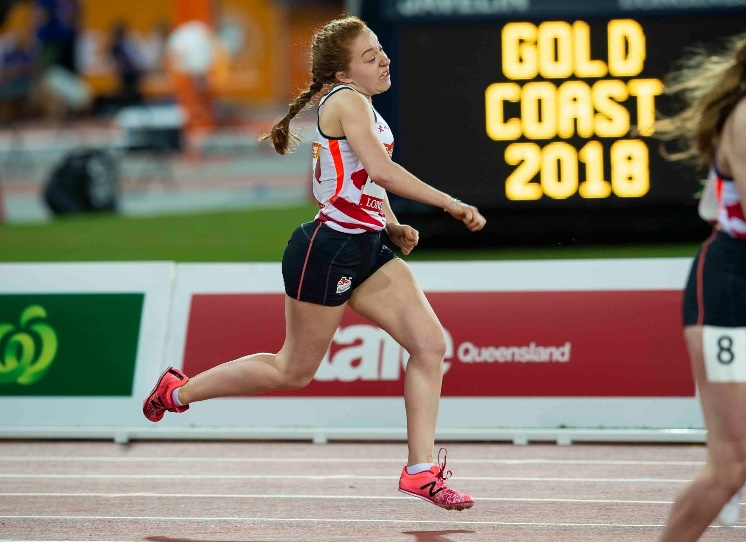 JAVELIN
GOLD
COAST
2018
Queensland
8